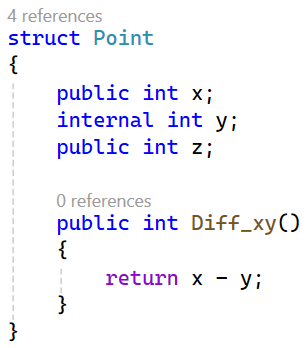 4 references
struct Point
{
    public int x;
    internal int y;
    public int z;

    0 references
    public int Diff_xy()
    {
        return x - y;
    }
}